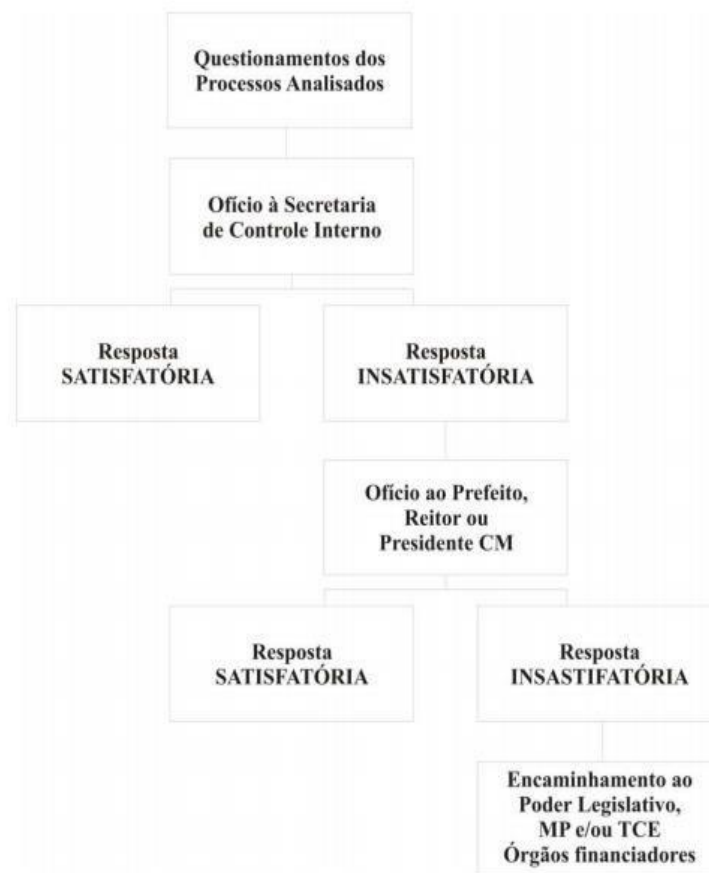 Questionamentos dos
Processos Analisados
Ofício à Secretaria
de Controle Interno
Resposta
SATISFATÓRIA
Resposta
INSATISFATÓRIA
Ofício ao Prefeito,
Reitor ou
Presidente CM
Resposta
SATISFATÓRIA
Resposta
INSASTIFATÓRIA
Encaminhamento ao
Poder Legislativo,
MP e/ou TCE
Órgãos financiadores